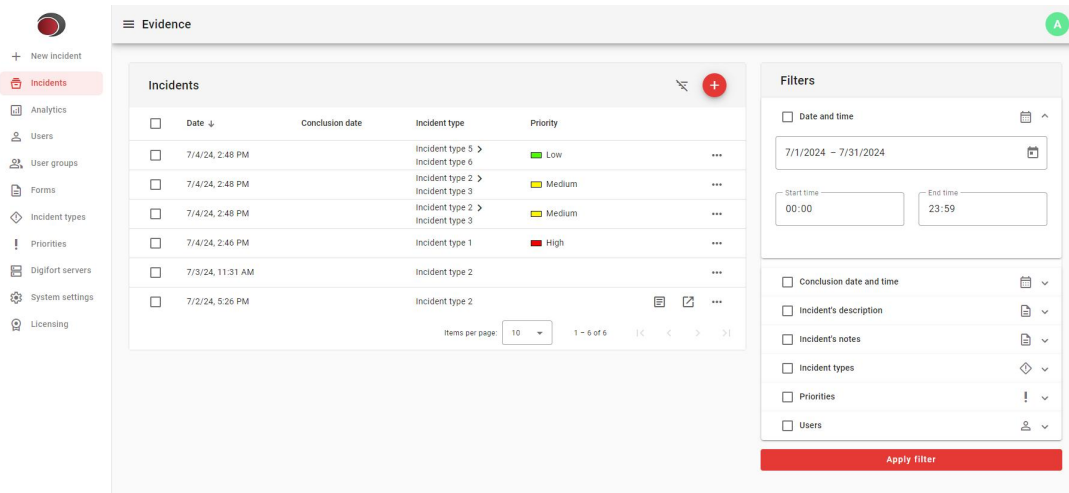 Evidence
A
New incident
Incidents
Analytics
Users
User groups
Forms
Incident types
Priorities
Digifort servers
System settings
Licensing
Incidents
Date Conclusion date Incident type Priority
7/4/24, 2:48 PM Incident type 5 > Incident type 6 Low
7/4/24, 2:48 PM Incident type 2 > Incident type 3 Medium
7/4/24, 2:48 PM Incident type 2 > Incident type 3 Medium
7/4/24, 2:46 PM Incident type 1 High
7/3/24, 11:31 AM Incident type 2
7/2/24, 5:26 PM Incident type 2
Items per page: 10 1 – 6 of 6
Filters
Date and time
7/1/2024 – 7/31/2024
Start time End time
00:00 23:59
Conclusion date and time
Incident's description
Incident's notes
Incident types
Priorities
Users
Apply filter